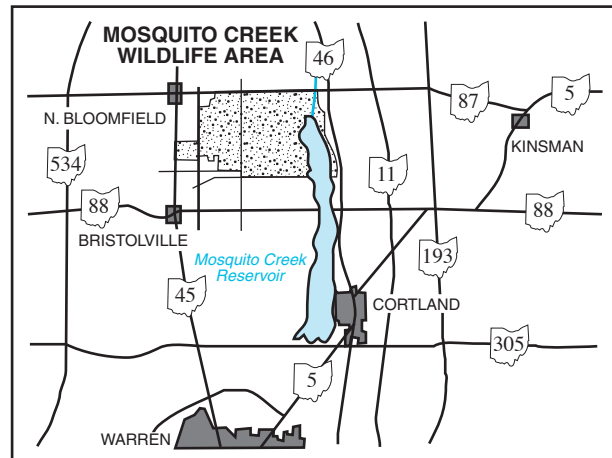 MOSQUITO CREEK
WILDLIFE AREA
46
N. BLOOMFIELD
87
5
KINSMAN
534
11
88
88
BRISTOLVILLE
193
Mosquito Creek
Reservoir
45
CORTLAND
305
5
WARREN